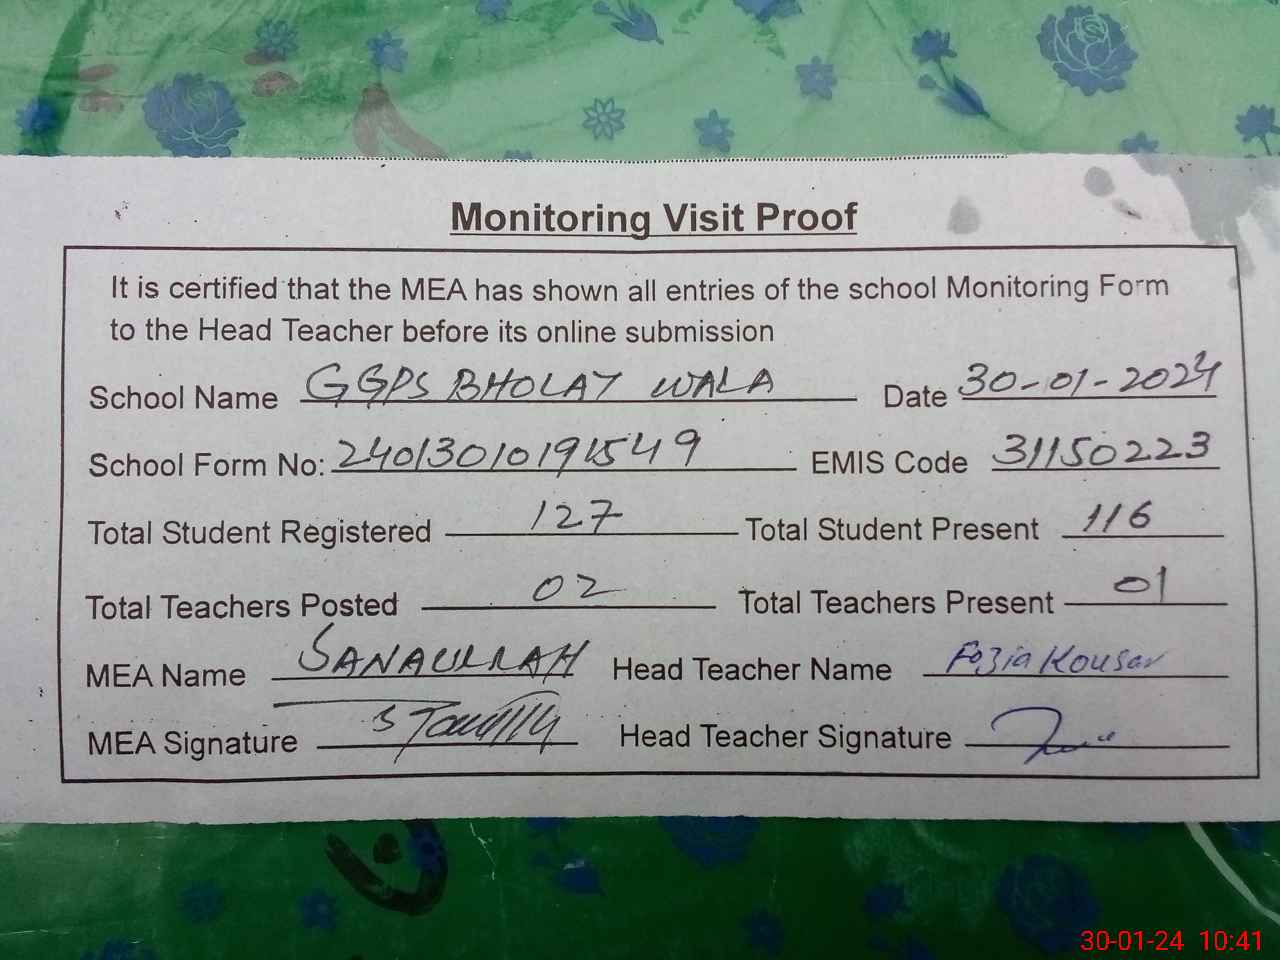 Monitoring Visit Proof
It is certified that the MEA has shown all entries of the school Monitoring Form
to the Head Teacher before its online submission
School Name GGPS BHOLAY WALA Date 30-01-2024
School Form No: 24013010191549 EMIS Code 31150223
Total Student Registered 127 Total Student Present 116
Total Teachers Posted 02 Total Teachers Present 01
MEA Name SANAULLAH Head Teacher Name Fozia Kousar
MEA Signature Head Teacher Signature
30-01-24 10:41